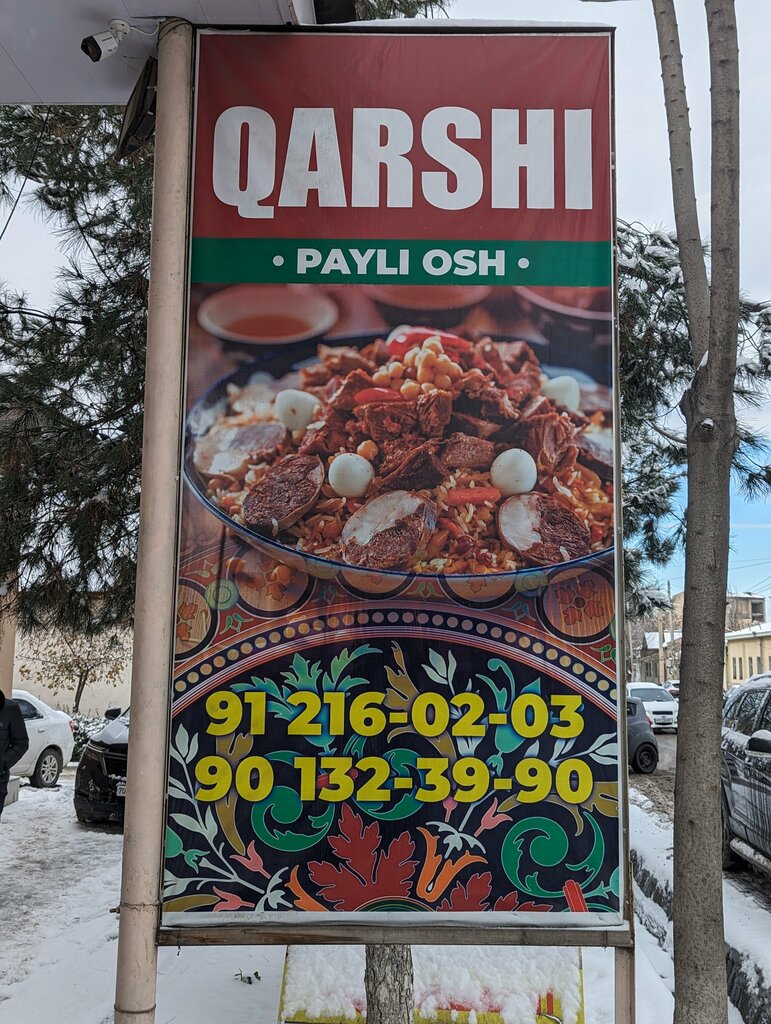 QARSHI
• PAYLI OSH •
91 216-02-03
90 132-39-90